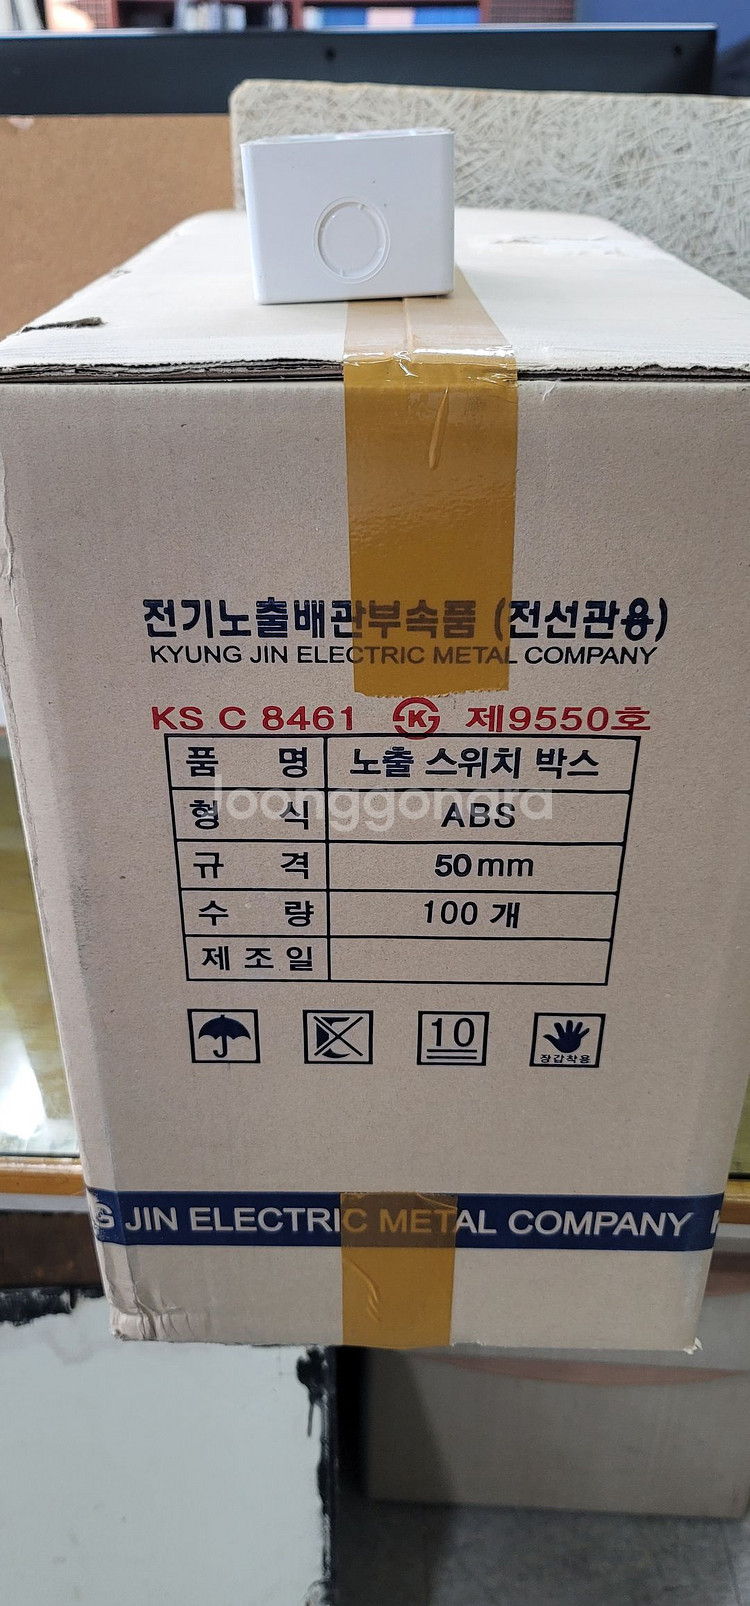 전기노출배관부속품 (전선관용)
KYUNG JIN ELECTRIC METAL COMPANY
KS C 8461 제9550호
품 명 노출 스위치 박스
loonggonara
형 식 ABS
규 격 50mm
수 량 100 개
제 조 일
10
장갑착용
G JIN ELECTRIC METAL COMPANY